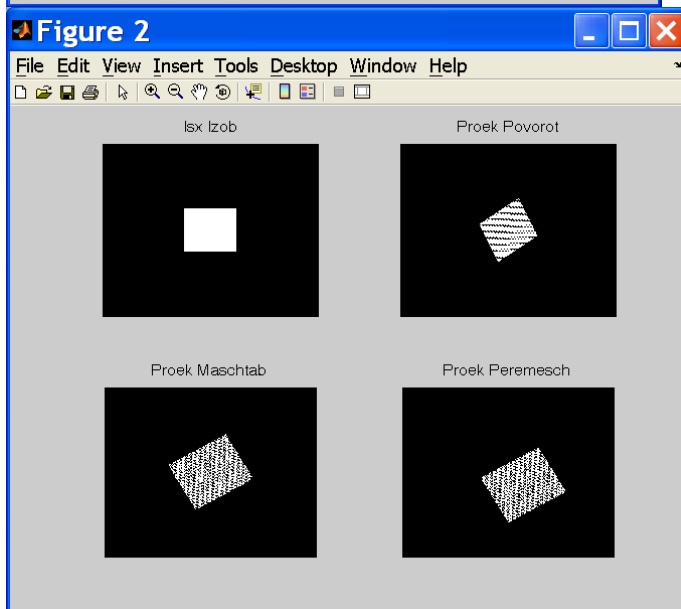 Figure 2
File Edit View Insert Tools Desktop Window Help
Isx Izob
Proek Povorot
Proek Maschtab
Proek Peremesch